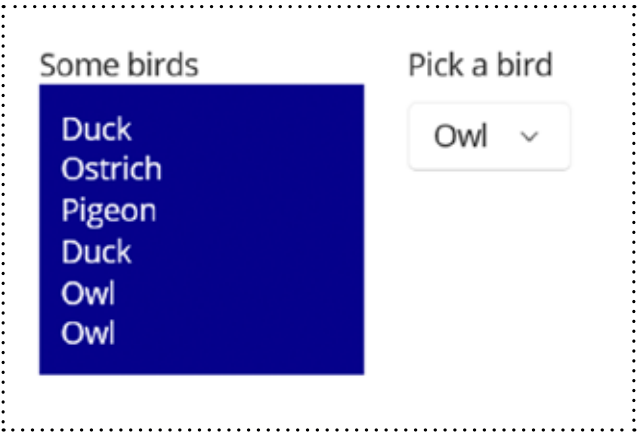 Some birds
Duck
Ostrich
Pigeon
Duck
Owl
Owl
Pick a bird
Owl